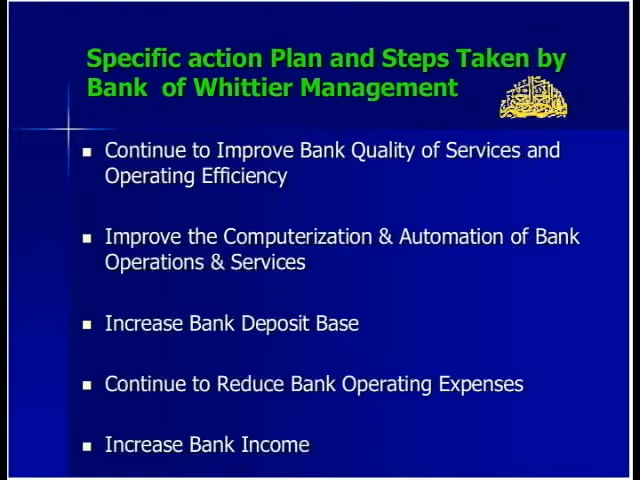 Specific action Plan and Steps Taken by
Bank of Whittier Management
Continue to Improve Bank Quality of Services and
Operating Efficiency
Improve the Computerization & Automation of Bank
Operations & Services
Increase Bank Deposit Base
Continue to Reduce Bank Operating Expenses
Increase Bank Income